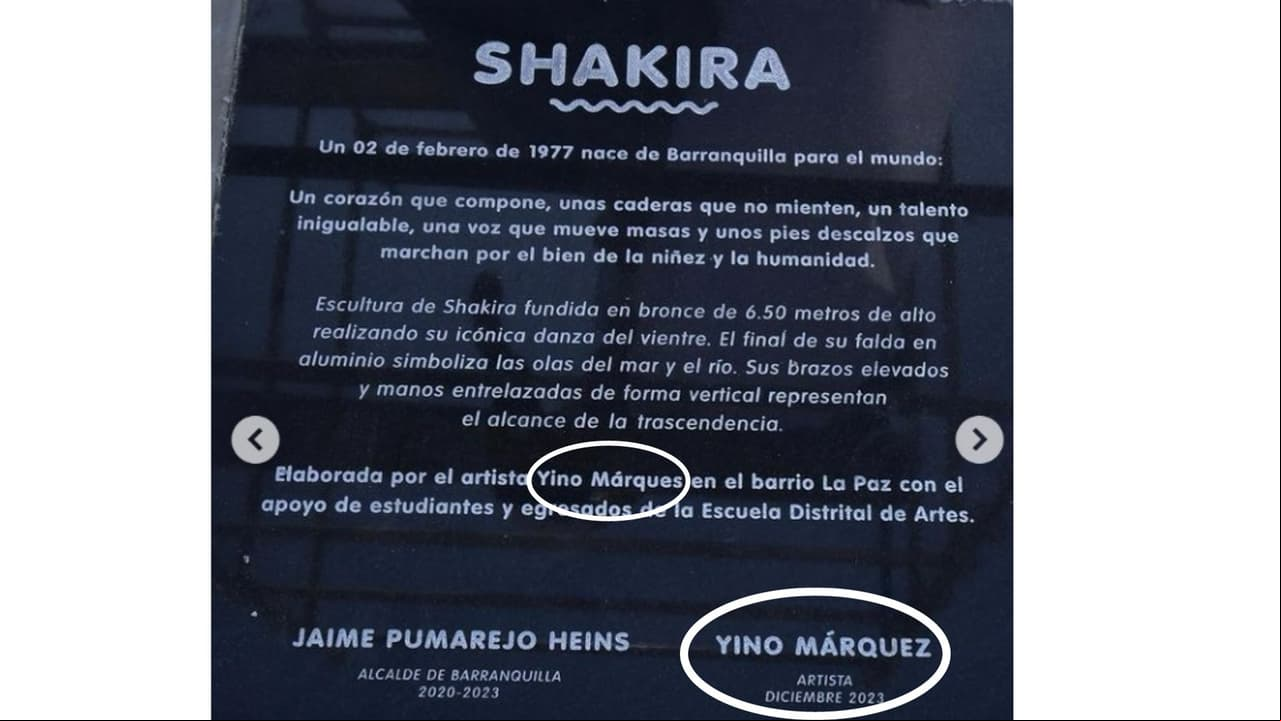 SHAKIRA
Un 02 de febrero de 1977 nace de Barranquilla para el mundo:
Un corazón que compone, unas caderas que no mienten, un talento
inigualable, una voz que mueve masas y unos pies descalzos que
marchan por el bien de la niñez y la humanidad.
Escultura de Shakira fundida en bronce de 6.50 metros de alto
realizando su icónica danza del vientre. El final de su falda en
aluminio simboliza las olas del mar y el río. Sus brazos elevados
y manos entrelazadas de forma vertical representan
el alcance de la trascendencia.
Elaborada por el artista Yino Márques en el barrio La Paz con el
apoyo de estudiantes y egresados de la Escuela Distrital de Artes.
JAIME PUMAREJO HEINS
ALCALDE DE BARRANQUILLA
2020-2023
YINO MÁRQUEZ
ARTISTA
DICIEMBRE 2023